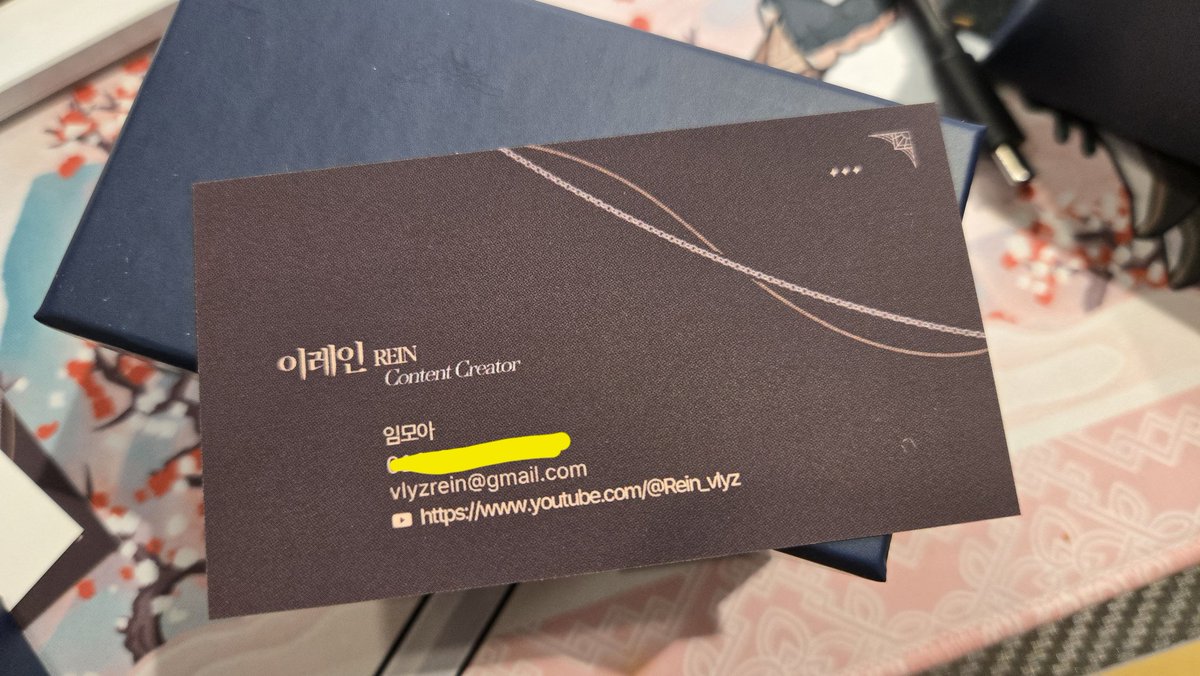 이레인 REIN
Content Creator
임모아
vlyzrein@gmail.com
https://www.youtube.com/@Rein_vlyz